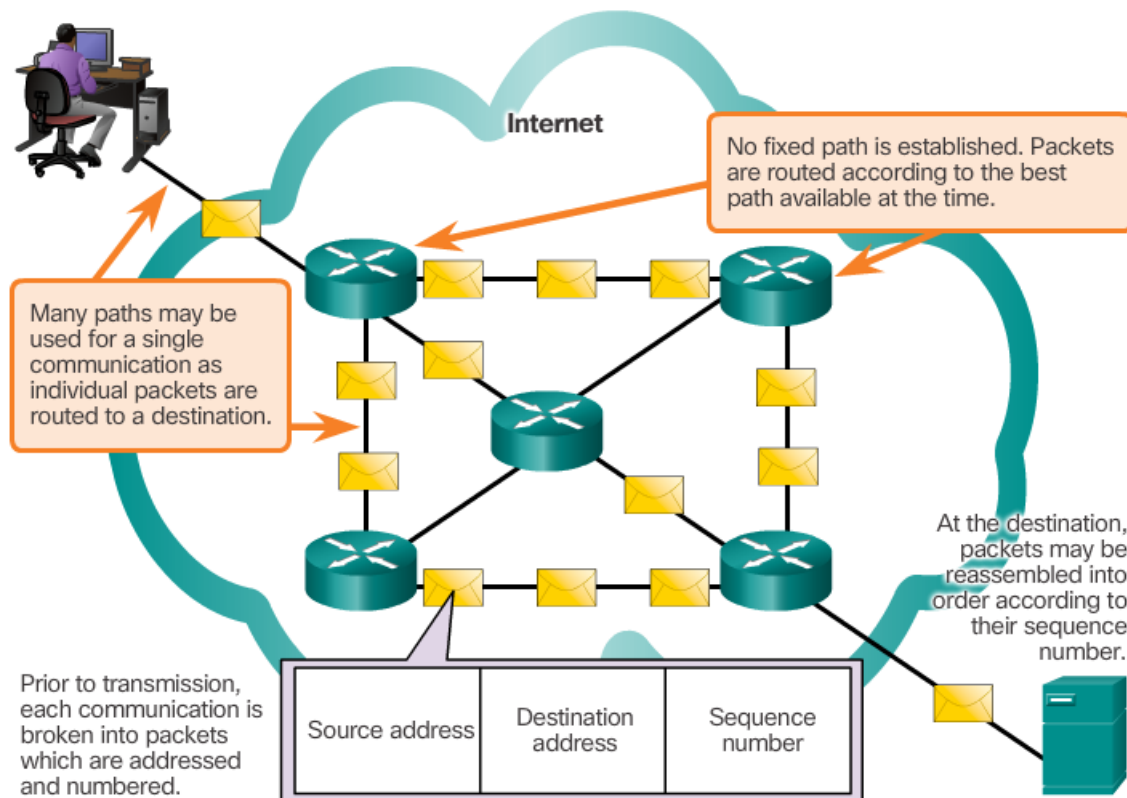 Internet
No fixed path is established. Packets
are routed according to the best
path available at the time.
Many paths may be
used for a single
communication as
individual packets are
routed to a destination.
At the destination,
packets may be
reassembled into
order according to
their sequence
number.
Prior to transmission,
each communication is
broken into packets
which are addressed
and numbered.
Source address
Destination
address
Sequence
number